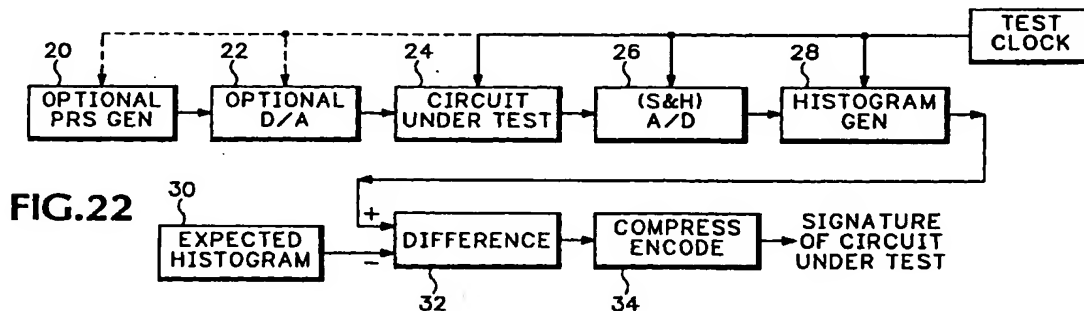 TEST
CLOCK
20
22
24
26
28
OPTIONAL
PRS GEN
OPTIONAL
D/A
CIRCUIT
UNDER TEST
(S&H)
A/D
HISTOGRAM
GEN
FIG.22
30
EXPECTED
HISTOGRAM
+
−
DIFFERENCE
32
COMPRESS
ENCODE
34
SIGNATURE
OF CIRCUIT
UNDER TEST